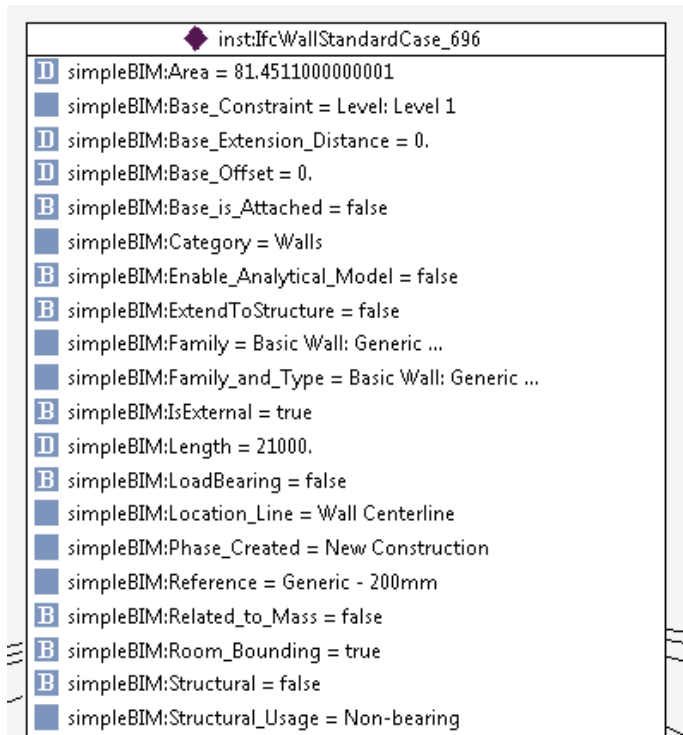 inst:IfcWallStandardCase_696
D simpleBIM:Area = 81.4511000000001
simpleBIM:Base_Constraint = Level: Level 1
D simpleBIM:Base_Extension_Distance = 0.
D simpleBIM:Base_Offset = 0.
B simpleBIM:Base_is_Attached = false
simpleBIM:Category = Walls
B simpleBIM:Enable_Analytical_Model = false
B simpleBIM:ExtendToStructure = false
simpleBIM:Family = Basic Wall: Generic ...
simpleBIM:Family_and_Type = Basic Wall: Generic ...
B simpleBIM:IsExternal = true
D simpleBIM:Length = 21000.
B simpleBIM:LoadBearing = false
simpleBIM:Location_Line = Wall Centerline
simpleBIM:Phase_Created = New Construction
simpleBIM:Reference = Generic - 200mm
B simpleBIM:Related_to_Mass = false
B simpleBIM:Room_Bounding = true
B simpleBIM:Structural = false
simpleBIM:Structural_Usage = Non-bearing